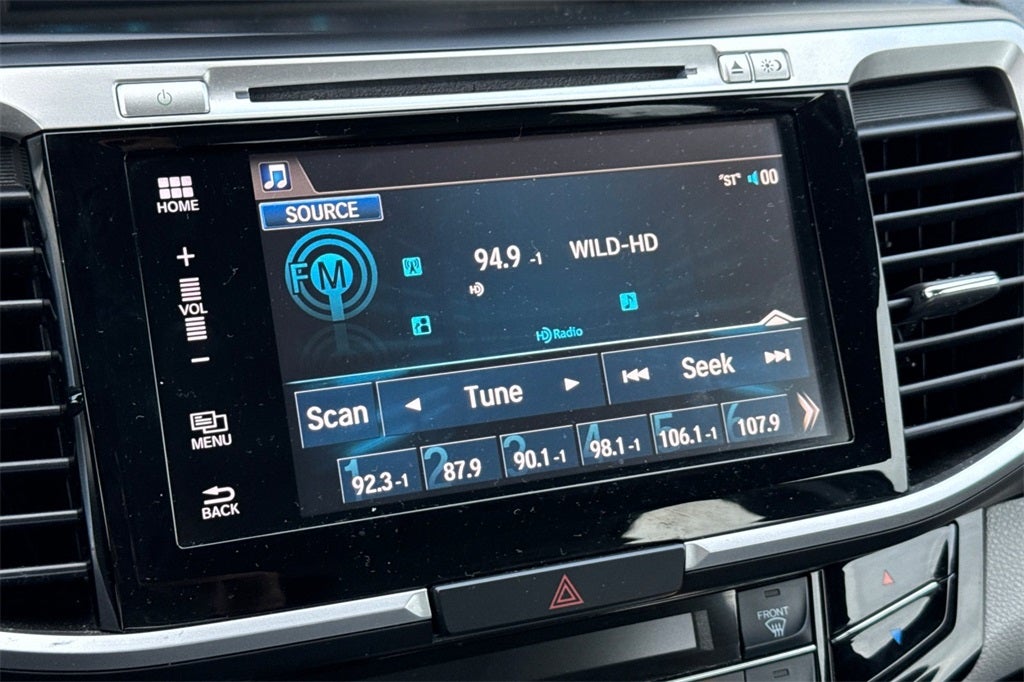 HOME
+
VOL
−
MENU
BACK
SOURCE
"ST" 00
FM
94.9 -1 WILD-HD
HD
HD Radio
Scan
Tune
Seek
1 92.3-1
2 87.9
3 90.1-1
4 98.1-1
5 106.1-1
6 107.9
FRONT